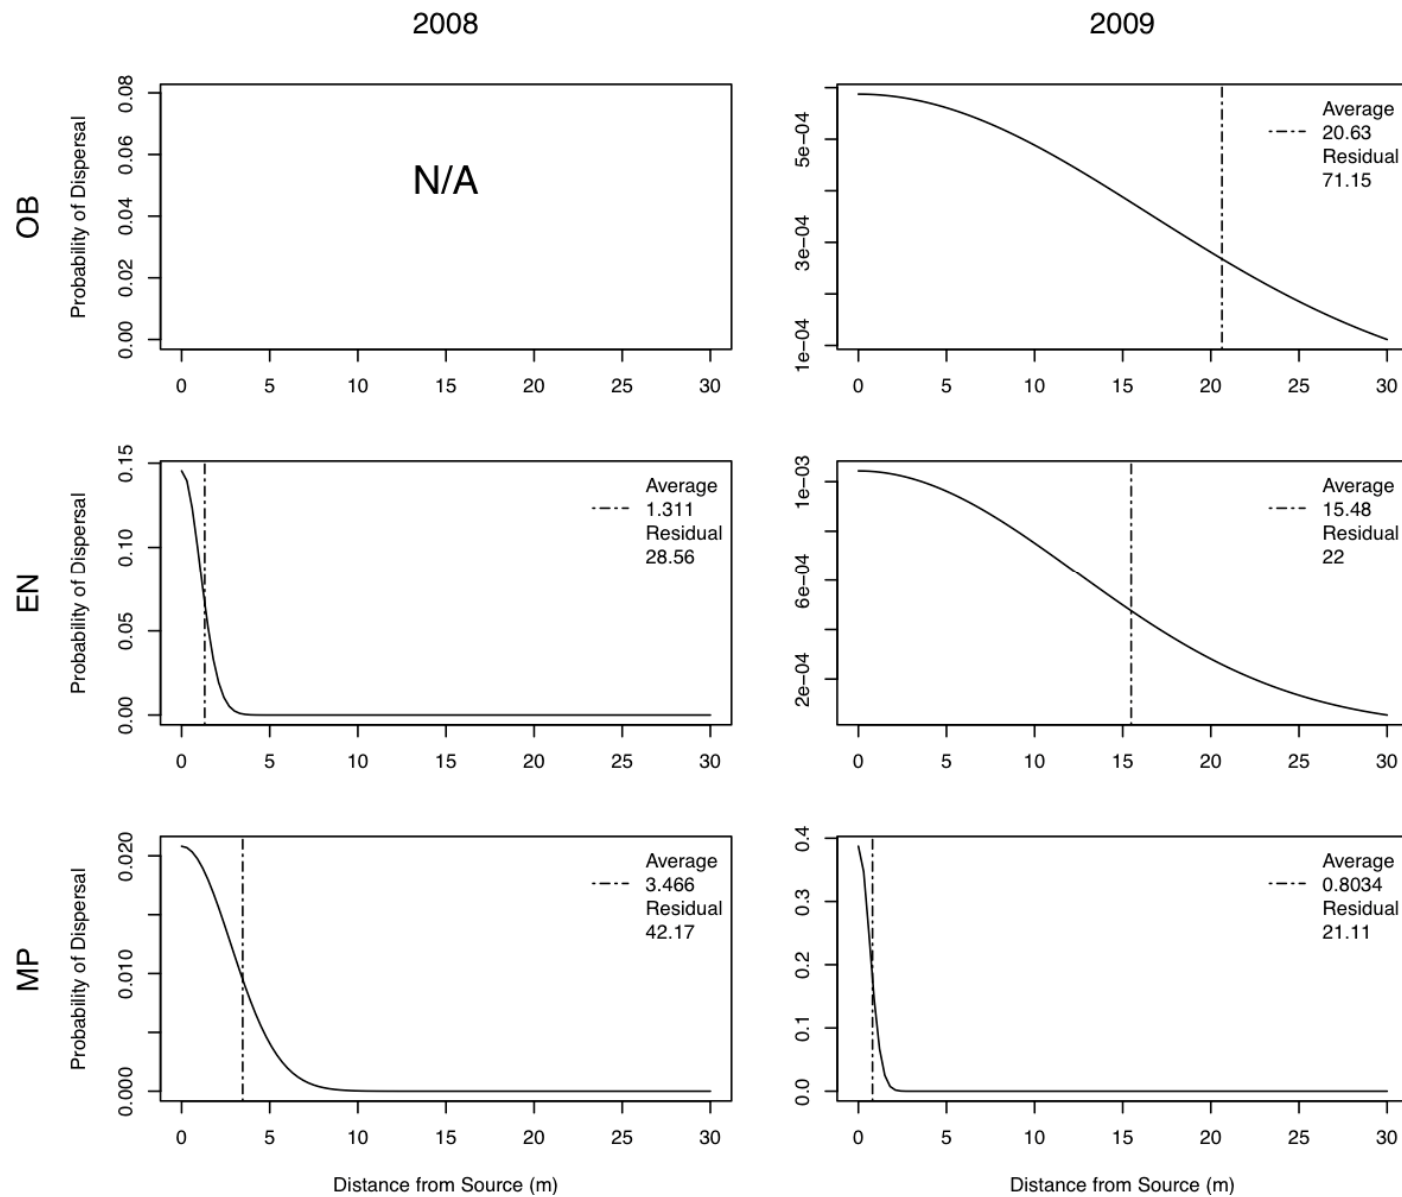 2008
2009
OB
Probability of Dispersal
0.08
0.06
0.04
0.02
0.00
N/A
0 5 10 15 20 25 30
5e−04
3e−04
1e−04
Average
20.63
Residual
71.15
0 5 10 15 20 25 30
EN
Probability of Dispersal
0.15
0.10
0.05
0.00
Average
1.311
Residual
28.56
0 5 10 15 20 25 30
1e−03
6e−04
2e−04
Average
15.48
Residual
22
0 5 10 15 20 25 30
MP
Probability of Dispersal
0.020
0.010
0.000
Average
3.466
Residual
42.17
0 5 10 15 20 25 30
Distance from Source (m)
0.4
0.3
0.2
0.1
0.0
Average
0.8034
Residual
21.11
0 5 10 15 20 25 30
Distance from Source (m)